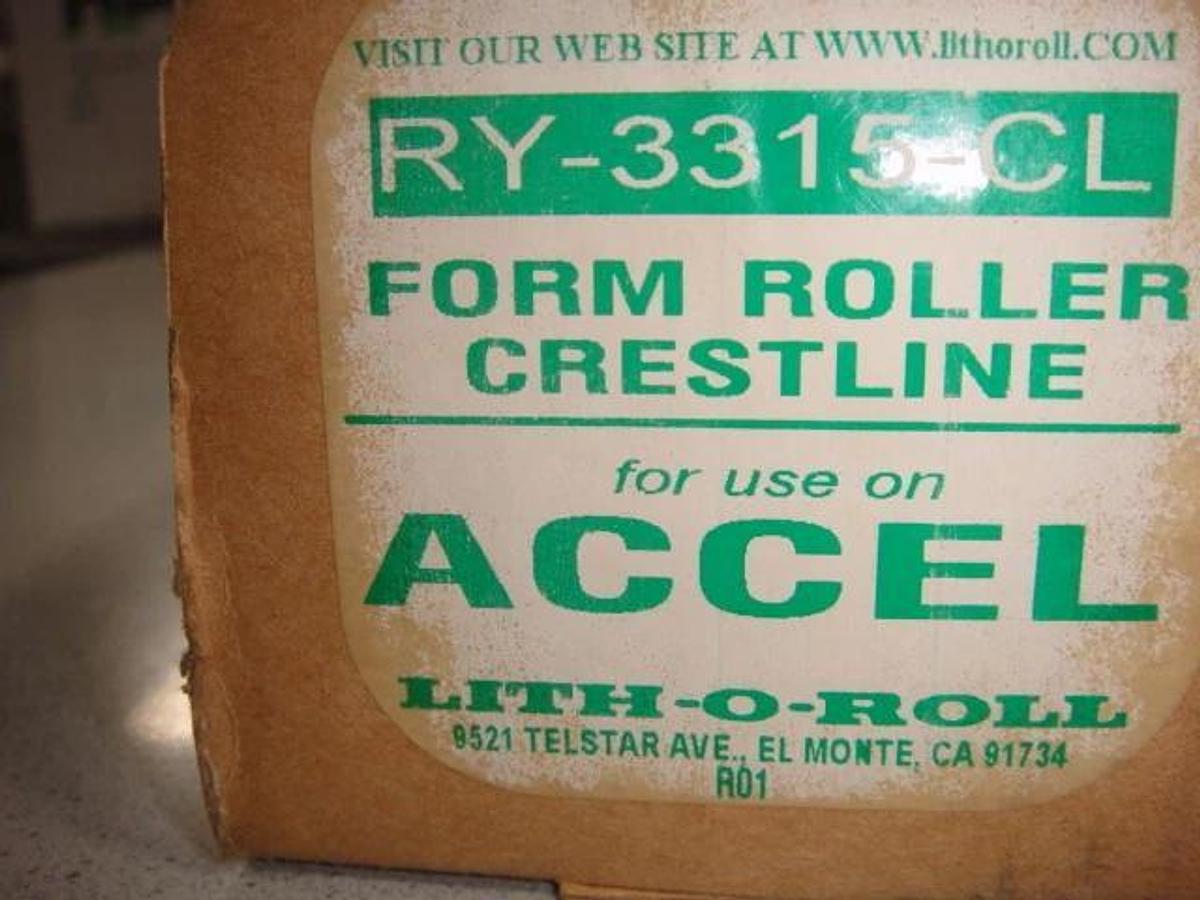 VISIT OUR WEB SITE AT WWW.lithoroll.COM
RY-3315-CL
FORM ROLLER
CRESTLINE
for use on
ACCEL
LITH-O-ROLL
9521 TELSTAR AVE., EL MONTE, CA 91734
R01